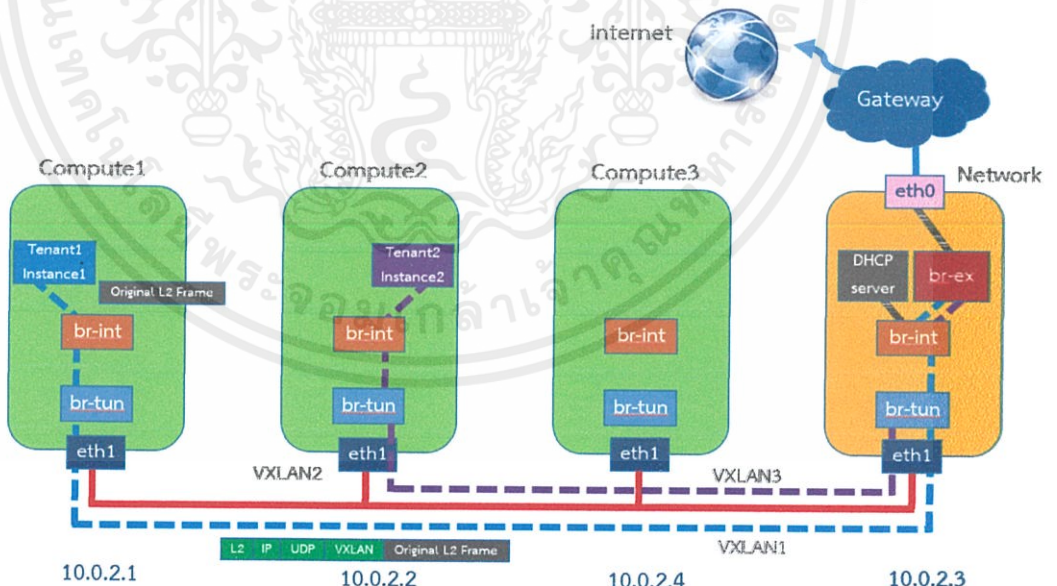 Internet
Gateway
Compute1
Compute2
Compute3
Network
eth0
Tenant1
Instance1
Original L2 Frame
Tenant2
Instance2
DHCP
server
br-ex
br-int
br-int
br-int
br-int
br-tun
br-tun
br-tun
br-tun
eth1
eth1
eth1
eth1
VXLAN2
VXLAN3
L2 IP UDP VXLAN Original L2 Frame
VXLAN1
10.0.2.1
10.0.2.2
10.0.2.4
10.0.2.3